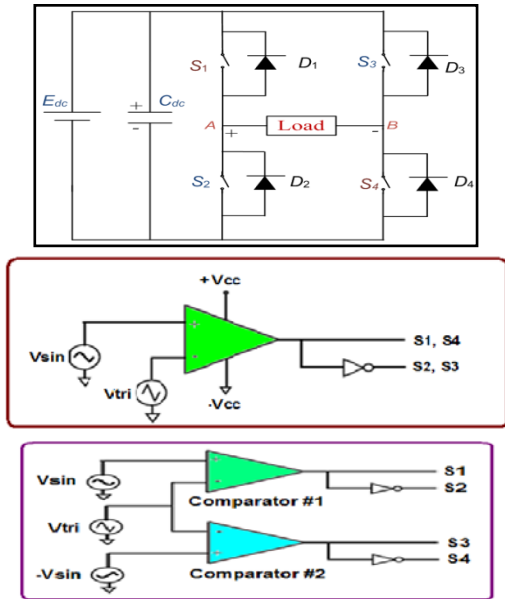 S1 D1 S3 D3
Edc + Cdc -
A + Load - B
S2 D2 S4 D4
+Vcc
+
Vsin
-
Vtri
-Vcc
S1, S4
S2, S3
Vsin
+
-
S1
S2
Comparator #1
Vtri
-
+
S3
S4
-Vsin
Comparator #2